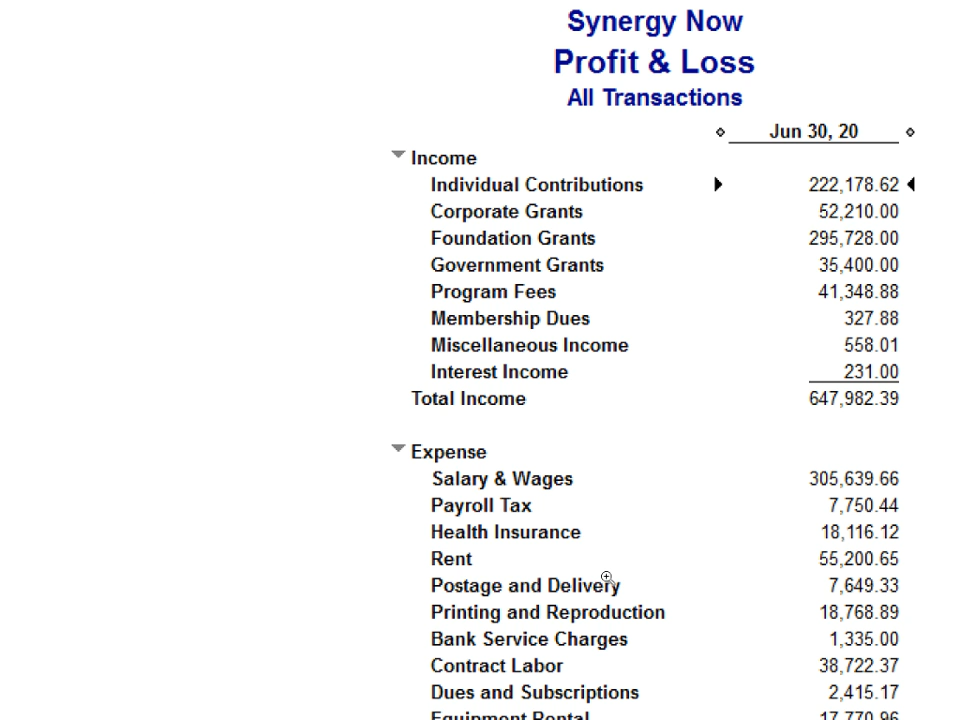 Synergy Now
Profit & Loss
All Transactions
Jun 30, 20
Income
Individual Contributions 222,178.62
Corporate Grants 52,210.00
Foundation Grants 295,728.00
Government Grants 35,400.00
Program Fees 41,348.88
Membership Dues 327.88
Miscellaneous Income 558.01
Interest Income 231.00
Total Income 647,982.39
Expense
Salary & Wages 305,639.66
Payroll Tax 7,750.44
Health Insurance 18,116.12
Rent 55,200.65
Postage and Delivery 7,649.33
Printing and Reproduction 18,768.89
Bank Service Charges 1,335.00
Contract Labor 38,722.37
Dues and Subscriptions 2,415.17
Equipment Rental 17,770.96